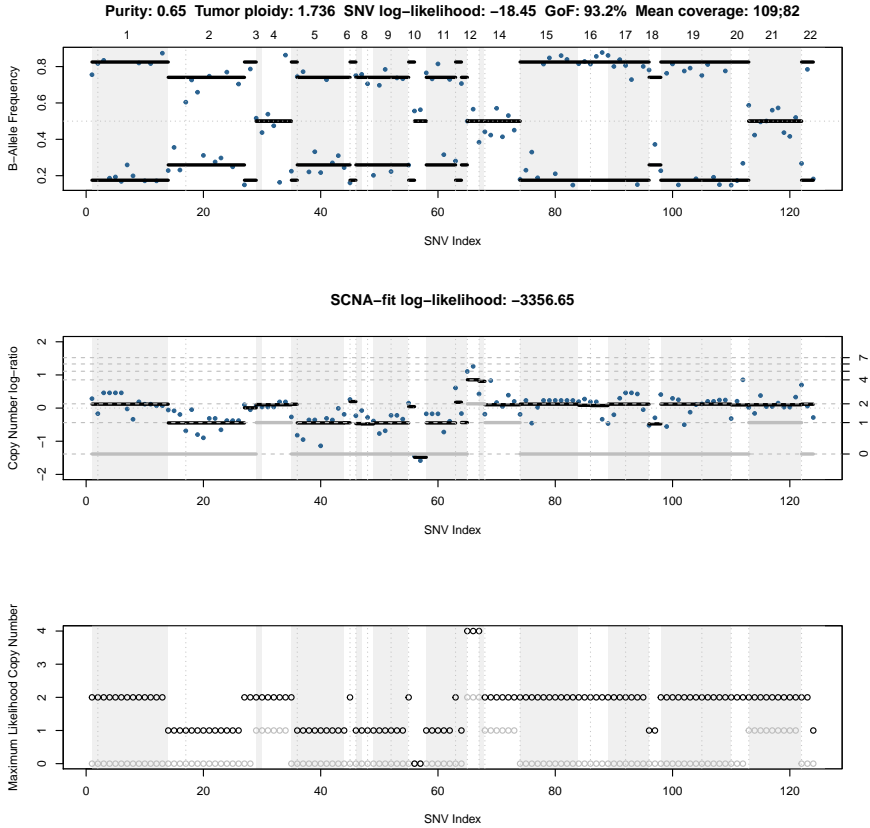 Purity: 0.65 Tumor ploidy: 1.736 SNV log−likelihood: −18.45 GoF: 93.2% Mean coverage: 109;82
1 2 3 4 5 6 8 9 10 11 12 14 15 16 17 18 19 20 21 22
B−Allele Frequency
0.8
0.6
0.4
0.2
0 20 40 60 80 100 120
SNV Index
SCNA−fit log−likelihood: −3356.65
Copy Number log−ratio
2
1
0
−1
−2
7
4
2
1
0
0 20 40 60 80 100 120
SNV Index
Maximum Likelihood Copy Number
4
3
2
1
0
0 20 40 60 80 100 120
SNV Index